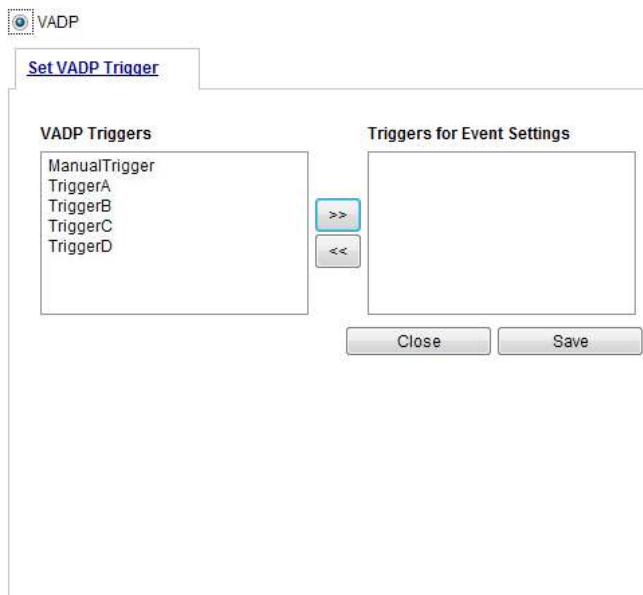 VADP
Set VADP Trigger
VADP Triggers
Triggers for Event Settings
ManualTrigger
TriggerA
TriggerB
TriggerC
TriggerD
>>
<<
Close
Save